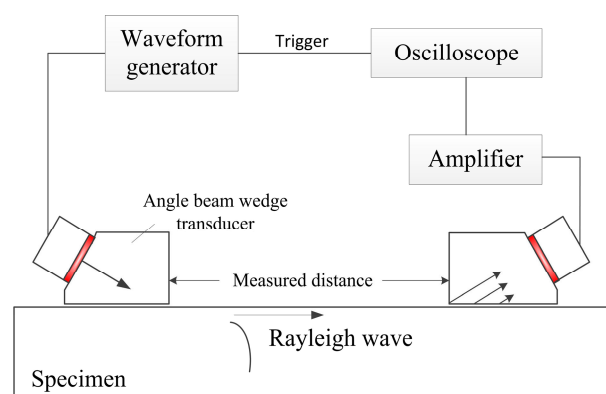 Waveform
generator
Trigger
Oscilloscope
Amplifier
Angle beam wedge
transducer
Measured distance
Rayleigh wave
Specimen